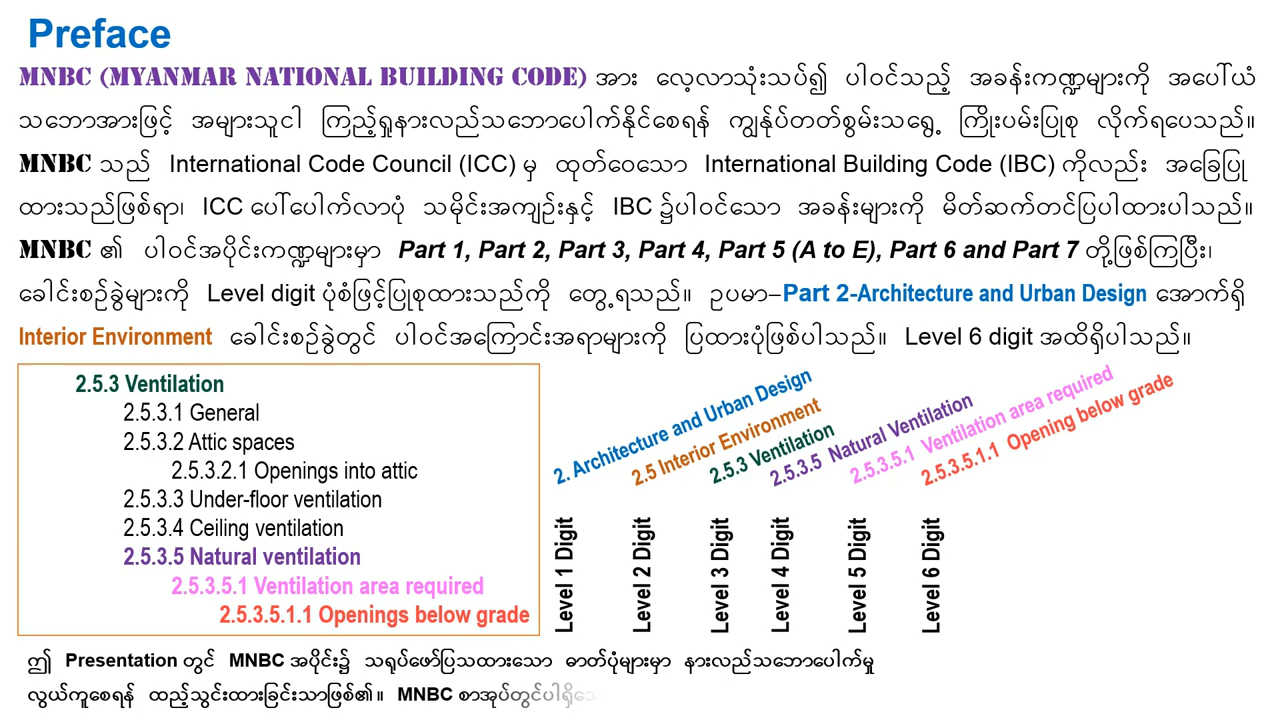 Preface
MNBC (MYANMAR NATIONAL BUILDING CODE) အား လေ့လာသုံးသပ်၍ ပါဝင်သည့် အခန်းကဏ္ဍများကို အပေါ်ယံ
သဘောအားဖြင့် အများသူငါ ကြည့်ရှုနားလည်သဘောပေါက်နိုင်စေရန် ကျွန်ုပ်တတ်စွမ်းသရွေ့ ကြိုးပမ်းပြုစု လိုက်ရပေသည်။
MNBC သည် International Code Council (ICC) မှ ထုတ်ဝေသော International Building Code (IBC) ကိုလည်း အခြေပြု
ထားသည်ဖြစ်ရာ၊ ICC ပေါ်ပေါက်လာပုံ သမိုင်းအကျဉ်းနှင့် IBC ၌ပါဝင်သော အခန်းများကို မိတ်ဆက်တင်ပြပါထားပါသည်။
MNBC ၏ ပါဝင်အပိုင်းကဏ္ဍများမှာ Part 1, Part 2, Part 3, Part 4, Part 5 (A to E), Part 6 and Part 7 တို့ဖြစ်ကြပြီး၊
ခေါင်းစဉ်ခွဲများကို Level digit ပုံစံဖြင့်ပြုစုထားသည်ကို တွေ့ရသည်။ ဥပမာ–Part 2-Architecture and Urban Design အောက်ရှိ
Interior Environment ခေါင်းစဉ်ခွဲတွင် ပါဝင်အကြောင်းအရာများကို ပြထားပုံဖြစ်ပါသည်။ Level 6 digit အထိရှိပါသည်။
2.5.3 Ventilation
2.5.3.1 General
2.5.3.2 Attic spaces
2.5.3.2.1 Openings into attic
2.5.3.3 Under-floor ventilation
2.5.3.4 Ceiling ventilation
2.5.3.5 Natural ventilation
2.5.3.5.1 Ventilation area required
2.5.3.5.1.1 Openings below grade
2. Architecture and Urban Design
2.5 Interior Environment
2.5.3 Ventilation
2.5.3.5 Natural Ventilation
2.5.3.5.1 Ventilation area required
2.5.3.5.1.1 Opening below grade
Level 1 Digit
Level 2 Digit
Level 3 Digit
Level 4 Digit
Level 5 Digit
Level 6 Digit
ဤ Presentation တွင် MNBC အပိုင်း၌ သရုပ်ဖော်ပြသထားသော ဓာတ်ပုံများမှာ နားလည်သဘောပေါက်မှု
လွယ်ကူစေရန် ထည့်သွင်းထားခြင်းသာဖြစ်၏။ MNBC စာအုပ်တွင်ပါရှိသော